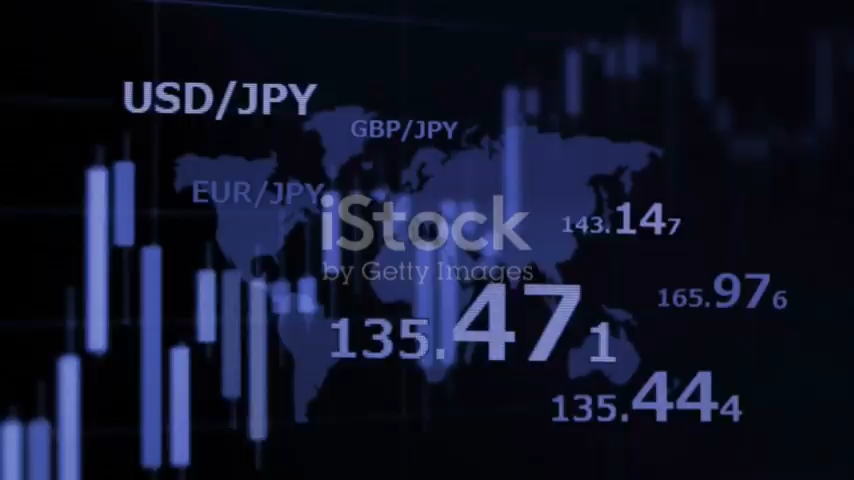 USD/JPY
GBP/JPY
EUR/JPY
iStock
by Getty Images
143.147
165.976
135.471
135.444